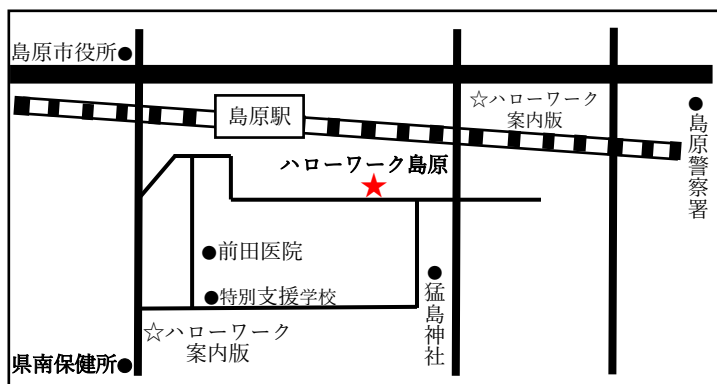 島原市役所●
島原駅
☆ハローワーク
案内版
●島原警察署
ハローワーク島原
★
●前田医院
●特別支援学校
●猛島神社
☆ハローワーク
案内版
県南保健所●